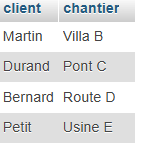 client chantier
Martin Villa B
Durand Pont C
Bernard Route D
Petit Usine E